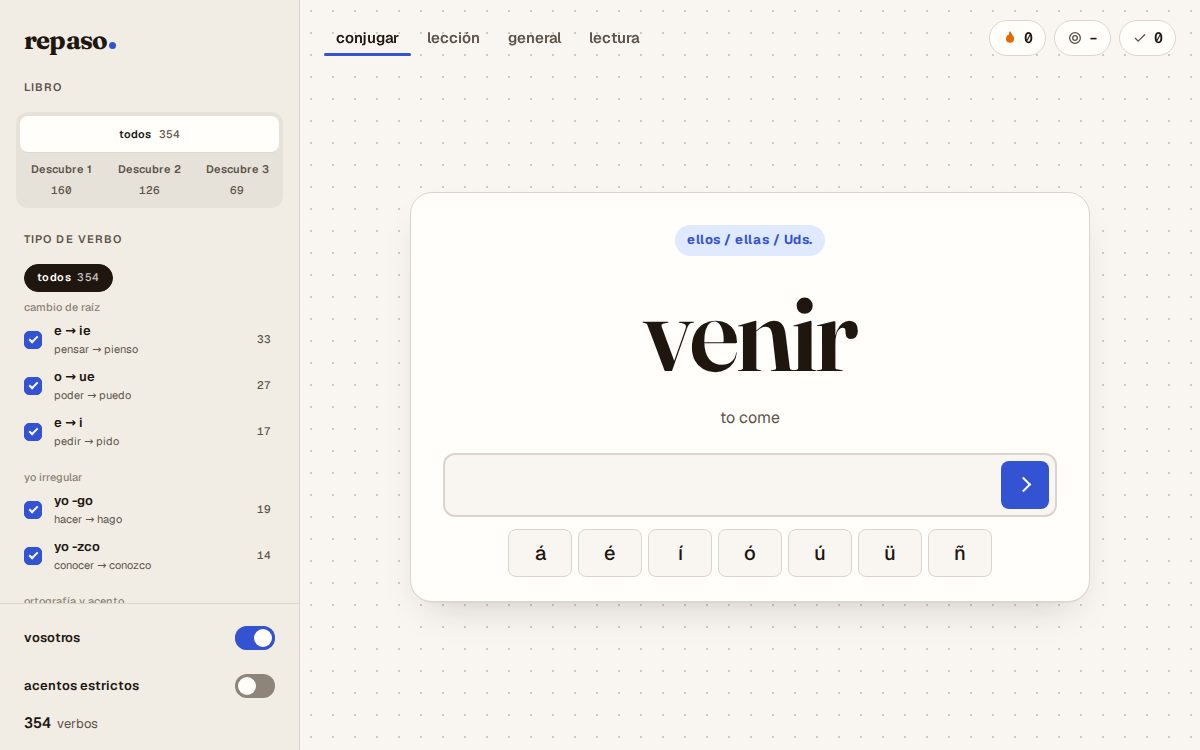 repaso.
LIBRO
todos 354
Descubre 1 Descubre 2 Descubre 3
160 126 69
TIPO DE VERBO
todos 354
cambio de raíz
e → ie 33
pensar → pienso
o → ue 27
poder → puedo
e → i 17
pedir → pido
yo irregular
yo -go 19
hacer → hago
yo -zco 14
conocer → conozco
ortografía y acento
vosotros
acentos estrictos
354 verbos
conjugar lección general lectura
0 – 0
ellos / ellas / Uds.
venir
to come
á é í ó ú ü ñ